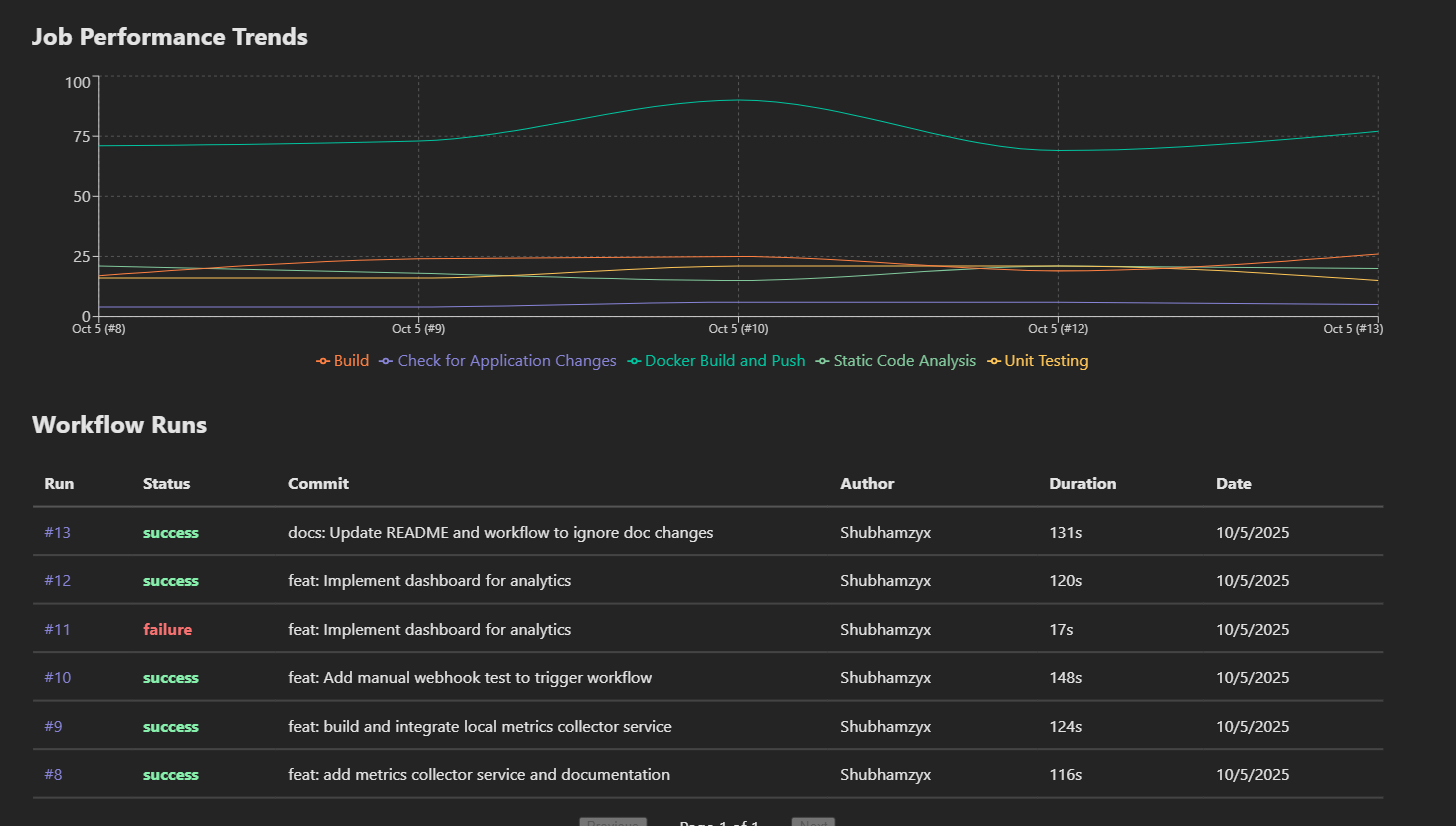 Job Performance Trends
100
75
50
25
0
Oct 5 (#8) Oct 5 (#9) Oct 5 (#10) Oct 5 (#12) Oct 5 (#13)
Build Check for Application Changes Docker Build and Push Static Code Analysis Unit Testing
Workflow Runs
Run Status Commit Author Duration Date
#13 success docs: Update README and workflow to ignore doc changes Shubhamzyx 131s 10/5/2025
#12 success feat: Implement dashboard for analytics Shubhamzyx 120s 10/5/2025
#11 failure feat: Implement dashboard for analytics Shubhamzyx 17s 10/5/2025
#10 success feat: Add manual webhook test to trigger workflow Shubhamzyx 148s 10/5/2025
#9 success feat: build and integrate local metrics collector service Shubhamzyx 124s 10/5/2025
#8 success feat: add metrics collector service and documentation Shubhamzyx 116s 10/5/2025
Previous Page 1 of 1 Next